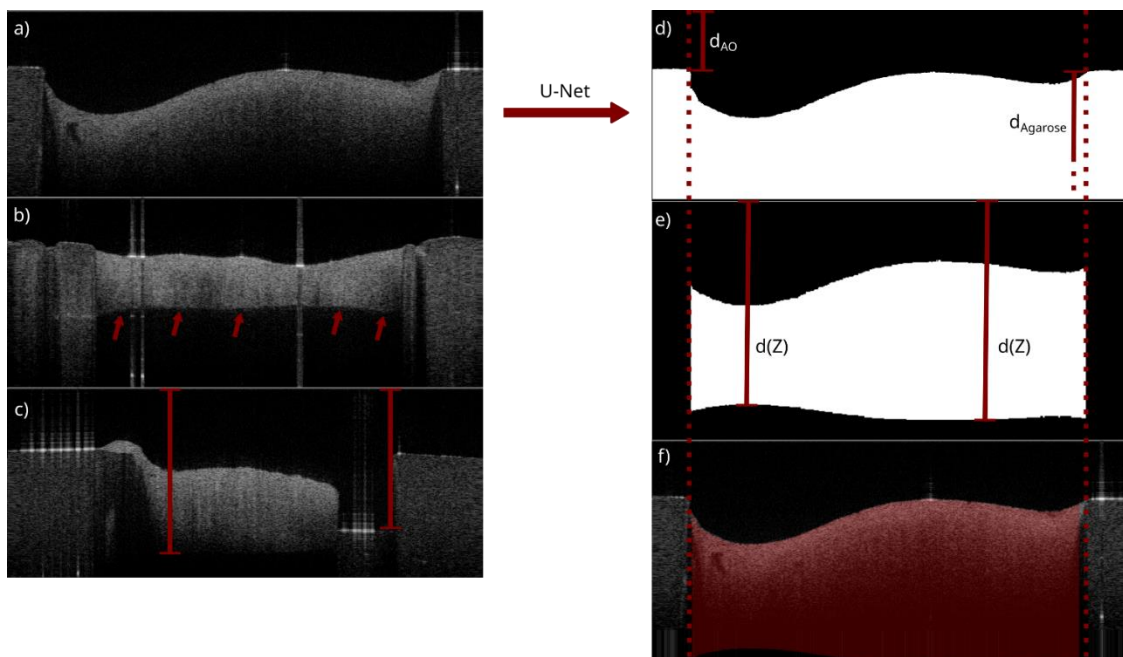 a)
b)
c)
U-Net
d)
dAO
dAgarose
e)
d(Z)
d(Z)
f)